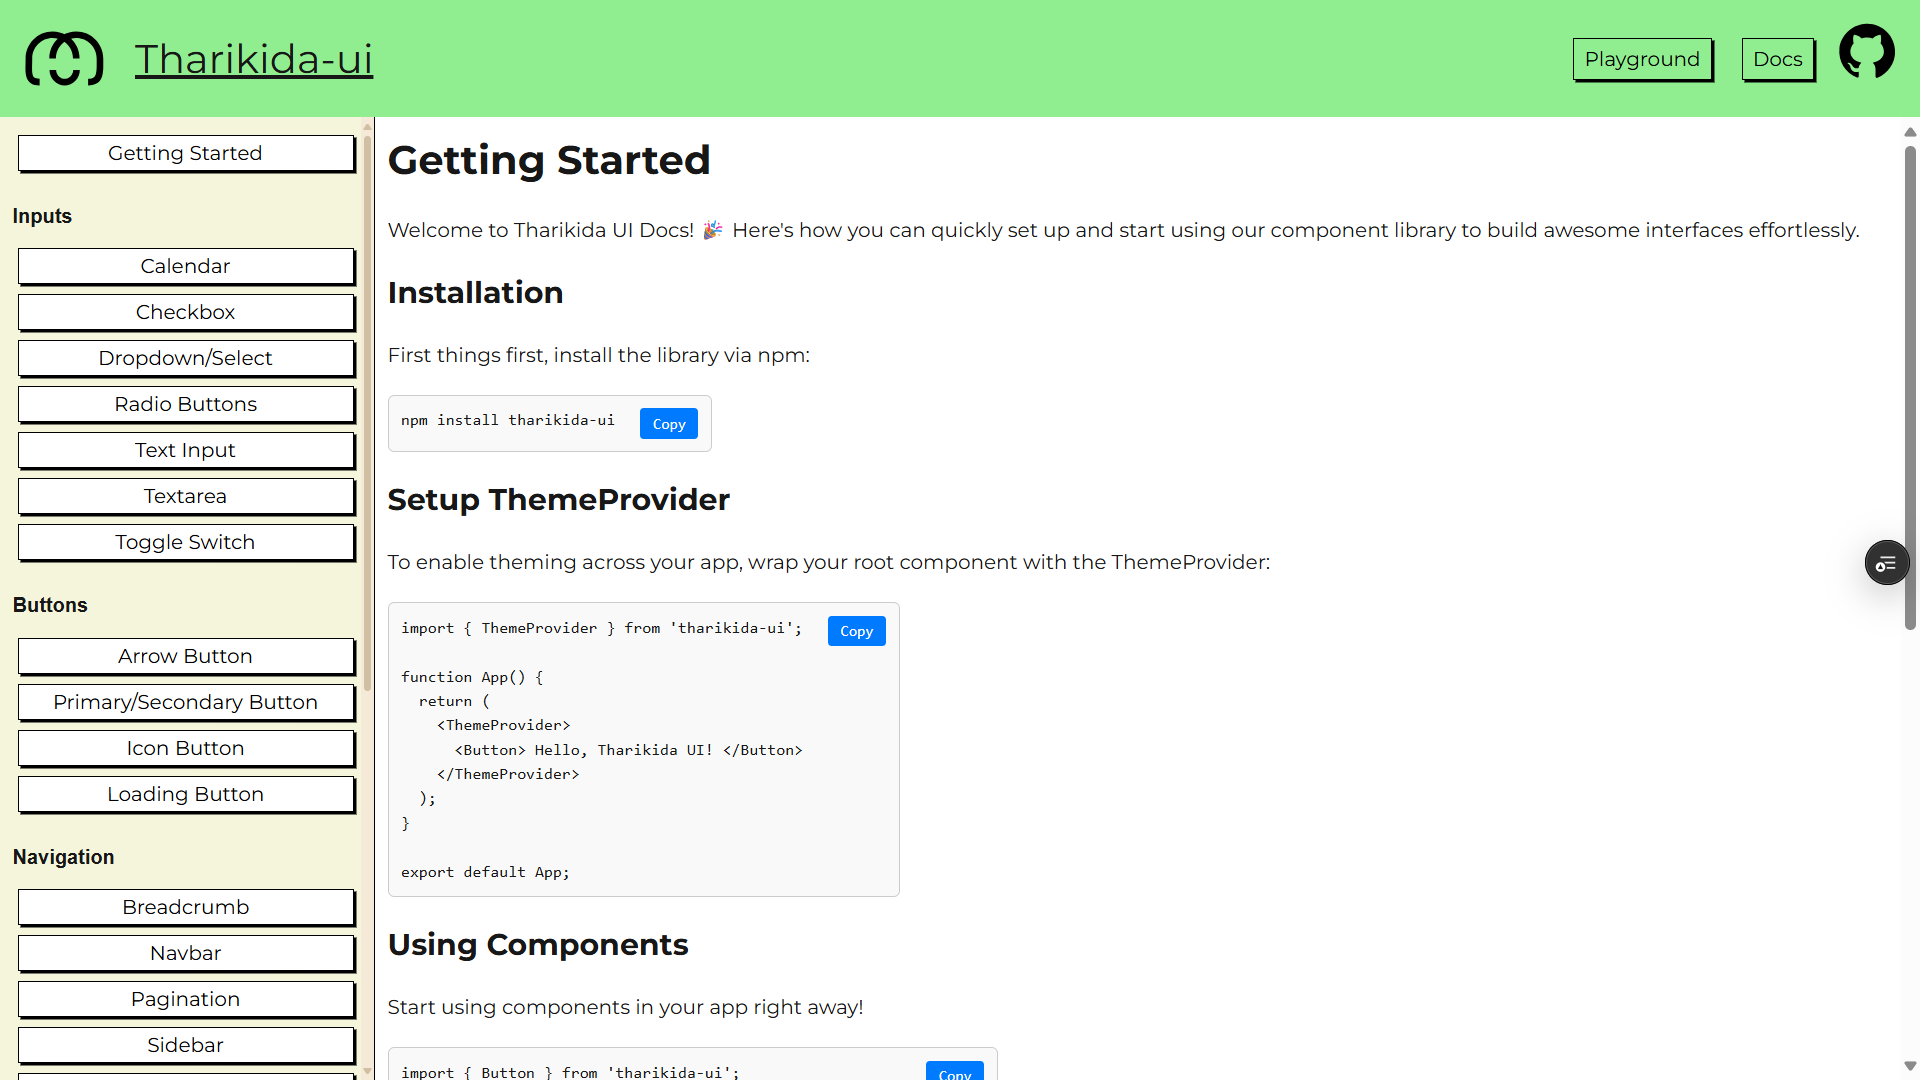 Tharikida-ui
Playground
Docs
Getting Started
Inputs
Calendar
Checkbox
Dropdown/Select
Radio Buttons
Text Input
Textarea
Toggle Switch
Buttons
Arrow Button
Primary/Secondary Button
Icon Button
Loading Button
Navigation
Breadcrumb
Navbar
Pagination
Sidebar
Getting Started
Welcome to Tharikida UI Docs! 🎉 Here's how you can quickly set up and start using our component library to build awesome interfaces effortlessly.
Installation
First things first, install the library via npm:
npm install tharikida-ui
Copy
Setup ThemeProvider
To enable theming across your app, wrap your root component with the ThemeProvider:
import { ThemeProvider } from 'tharikida-ui';
Copy
function App() {
  return (
    <ThemeProvider>
      <Button> Hello, Tharikida UI! </Button>
    </ThemeProvider>
  );
}
export default App;
Using Components
Start using components in your app right away!
import { Button } from 'tharikida-ui';
Copy